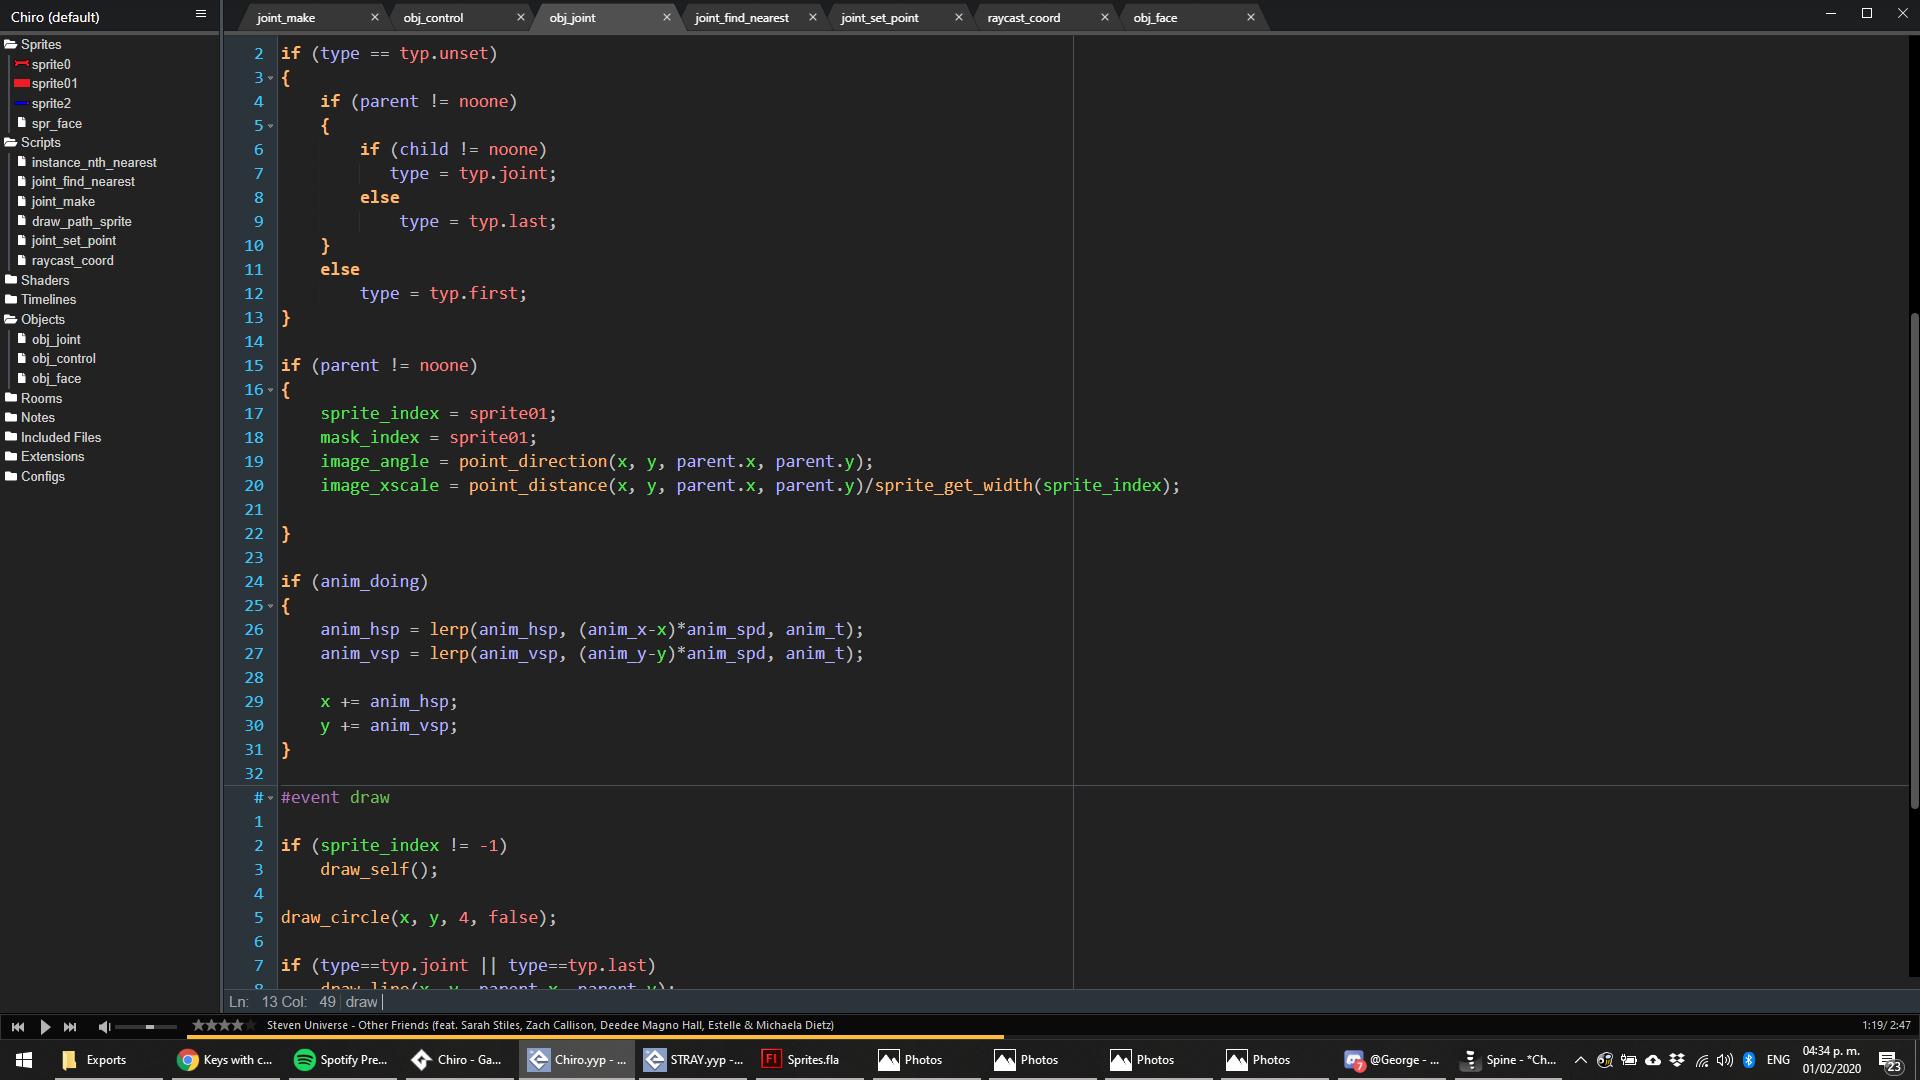 Chiro (default)
joint_make
obj_control
obj_joint
joint_find_nearest
joint_set_point
raycast_coord
obj_face
Sprites
sprite0
sprite01
sprite2
spr_face
Scripts
instance_nth_nearest
joint_find_nearest
joint_make
draw_path_sprite
joint_set_point
raycast_coord
Shaders
Timelines
Objects
obj_joint
obj_control
obj_face
Rooms
Notes
Included Files
Extensions
Configs
2 if (type == typ.unset)
3 {
4 if (parent != noone)
5 {
6 if (child != noone)
7 type = typ.joint;
8 else
9 type = typ.last;
10 }
11 else
12 type = typ.first;
13 }
14
15 if (parent != noone)
16 {
17 sprite_index = sprite01;
18 mask_index = sprite01;
19 image_angle = point_direction(x, y, parent.x, parent.y);
20 image_xscale = point_distance(x, y, parent.x, parent.y)/sprite_get_width(sprite_index);
21
22 }
23
24 if (anim_doing)
25 {
26 anim_hsp = lerp(anim_hsp, (anim_x-x)*anim_spd, anim_t);
27 anim_vsp = lerp(anim_vsp, (anim_y-y)*anim_spd, anim_t);
28
29 x += anim_hsp;
30 y += anim_vsp;
31 }
32
# #event draw
1
2 if (sprite_index != -1)
3 draw_self();
4
5 draw_circle(x, y, 4, false);
6
7 if (type==typ.joint || type==typ.last)
8 draw_line(x, y, parent.x, parent.y);
Ln: 13 Col: 49 draw
Steven Universe - Other Friends (feat. Sarah Stiles, Zach Callison, Deedee Magno Hall, Estelle & Michaela Dietz)
1:19/ 2:47
Exports
Keys with c...
Spotify Pre...
Chiro - Ga...
Chiro.yyp - ...
STRAY.yyp -...
Fl
Sprites.fla
Photos
Photos
Photos
Photos
7
@George - ...
Spine - *Ch...
ENG
04:34 p. m.
01/02/2020
23